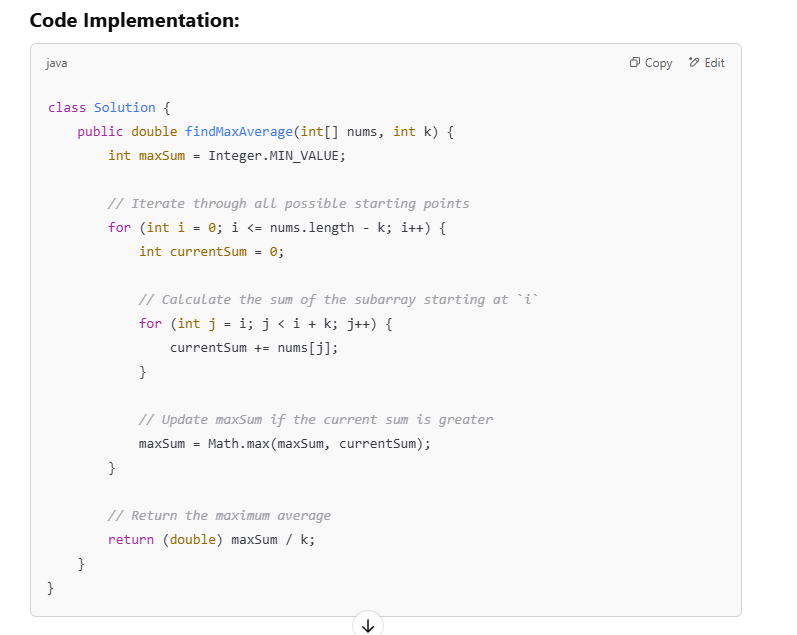 Code Implementation:
java
Copy
Edit
class Solution {
    public double findMaxAverage(int[] nums, int k) {
        int maxSum = Integer.MIN_VALUE;

        // Iterate through all possible starting points
        for (int i = 0; i <= nums.length - k; i++) {
            int currentSum = 0;

            // Calculate the sum of the subarray starting at `i`
            for (int j = i; j < i + k; j++) {
                currentSum += nums[j];
            }

            // Update maxSum if the current sum is greater
            maxSum = Math.max(maxSum, currentSum);
        }

        // Return the maximum average
        return (double) maxSum / k;
    }
}